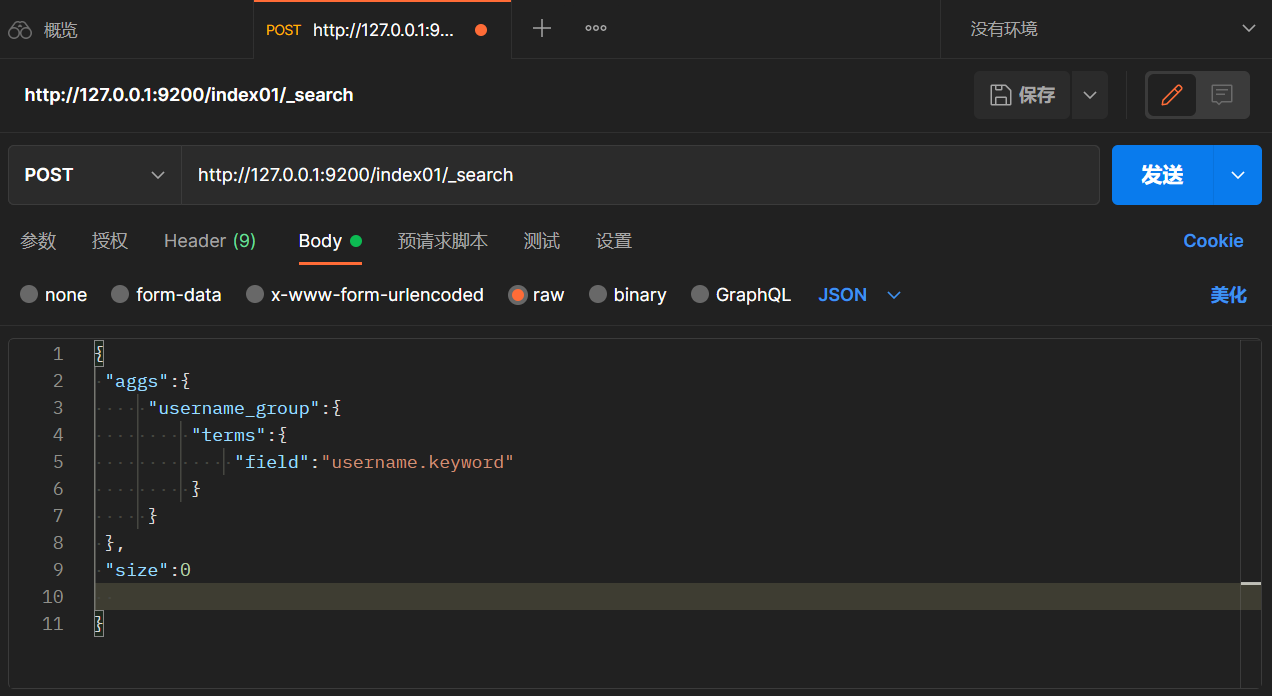 概览
POST http://127.0.0.1:9...
没有环境
http://127.0.0.1:9200/index01/_search
保存
POST
http://127.0.0.1:9200/index01/_search
发送
参数 授权 Header (9) Body 预请求脚本 测试 设置 Cookie
none form-data x-www-form-urlencoded raw binary GraphQL JSON 美化
1 {
2 "aggs":{
3 "username_group":{
4 "terms":{
5 "field":"username.keyword"
6 }
7 }
8 },
9 "size":0
10
11 }